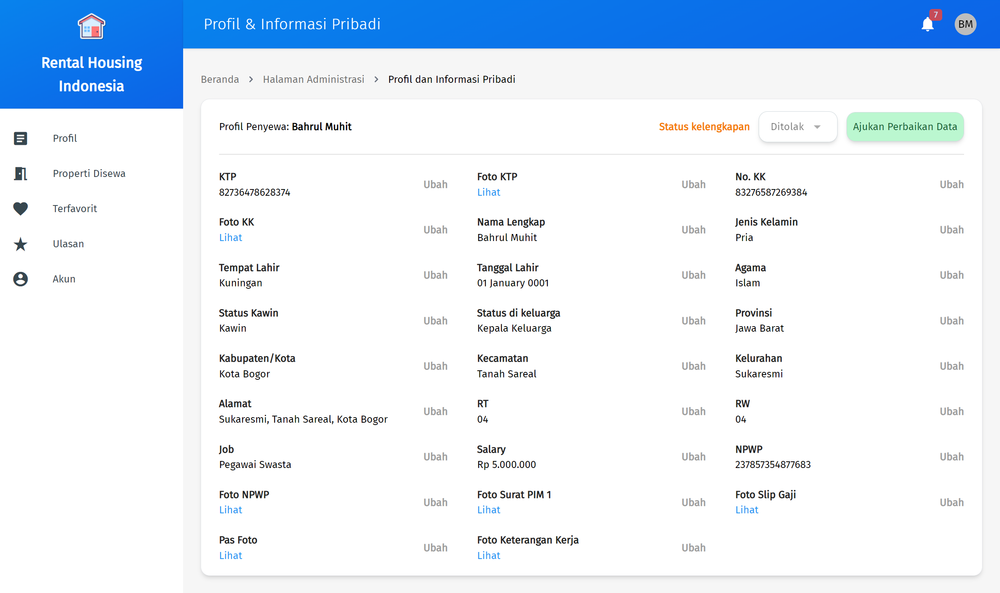 Rental Housing
Indonesia
Profil
Properti Disewa
Terfavorit
Ulasan
Akun
Profil & Informasi Pribadi
7
BM
Beranda > Halaman Administrasi > Profil dan Informasi Pribadi
Profil Penyewa: Bahrul Muhit
Status kelengkapan
Ditolak
Ajukan Perbaikan Data
KTP
82736478628374
Ubah
Foto KTP
Lihat
Ubah
No. KK
83276587269384
Ubah
Foto KK
Lihat
Ubah
Nama Lengkap
Bahrul Muhit
Ubah
Jenis Kelamin
Pria
Ubah
Tempat Lahir
Kuningan
Ubah
Tanggal Lahir
01 January 0001
Ubah
Agama
Islam
Ubah
Status Kawin
Kawin
Ubah
Status di keluarga
Kepala Keluarga
Ubah
Provinsi
Jawa Barat
Ubah
Kabupaten/Kota
Kota Bogor
Ubah
Kecamatan
Tanah Sareal
Ubah
Kelurahan
Sukaresmi
Ubah
Alamat
Sukaresmi, Tanah Sareal, Kota Bogor
Ubah
RT
04
Ubah
RW
04
Ubah
Job
Pegawai Swasta
Ubah
Salary
Rp 5.000.000
Ubah
NPWP
237857354877683
Ubah
Foto NPWP
Lihat
Ubah
Foto Surat PIM 1
Lihat
Ubah
Foto Slip Gaji
Lihat
Ubah
Pas Foto
Lihat
Ubah
Foto Keterangan Kerja
Lihat
Ubah